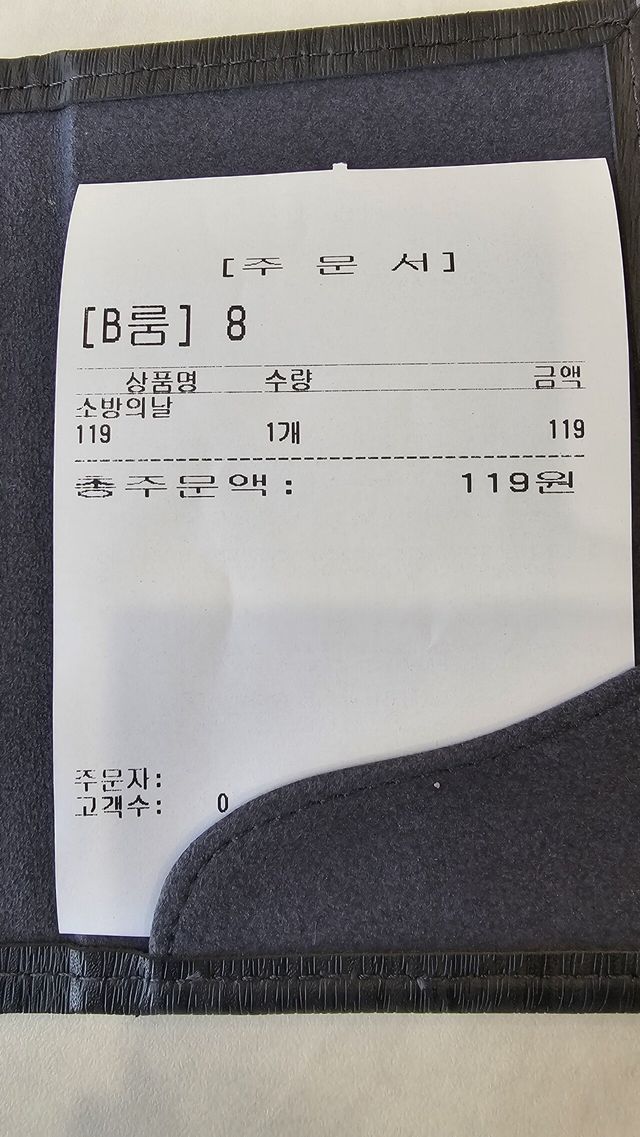 [주 문 서]
[B룸] 8
상품명 수량 금액
소방의날
119 1개 119
총주문액: 119원
주문자:
고객수: 0